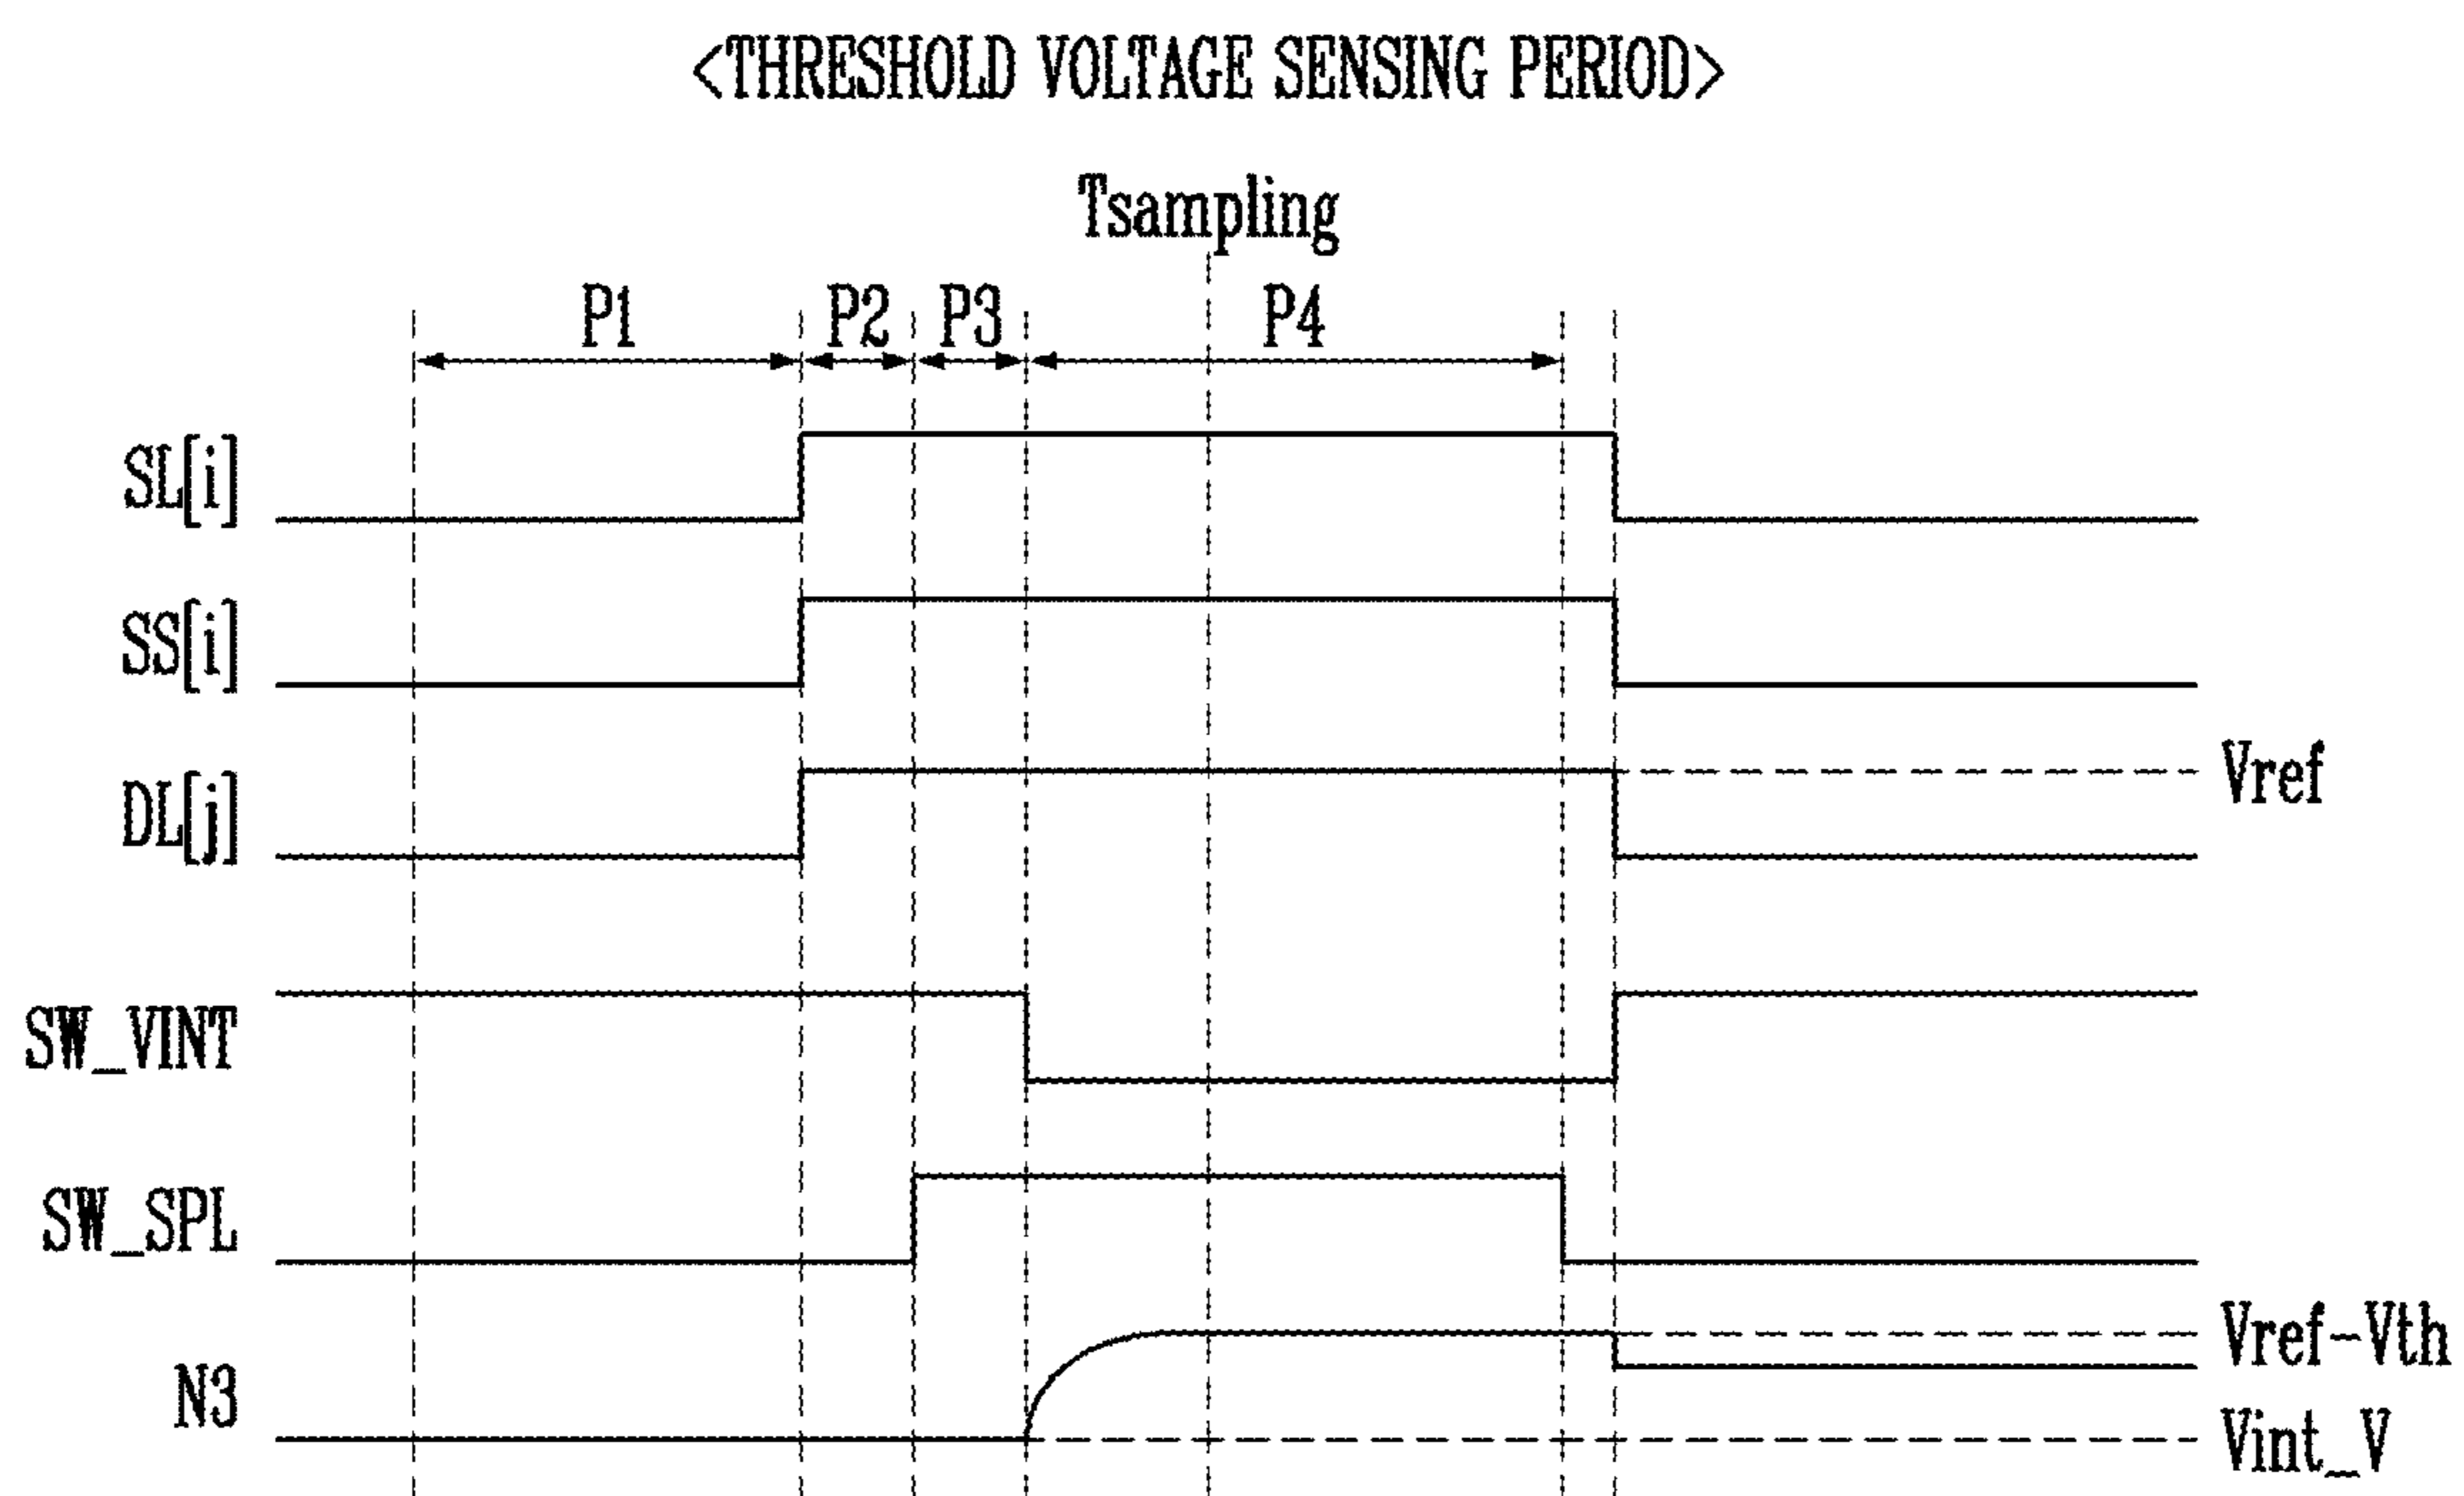 <THRESHOLD VOLTAGE SENSING PERIOD>
Tsampling
P1 P2 P3 P4
SL[i]
SS[i]
DL[j] Vref
SW_VINT
SW_SPL
N3 Vref-Vth
Vint_V